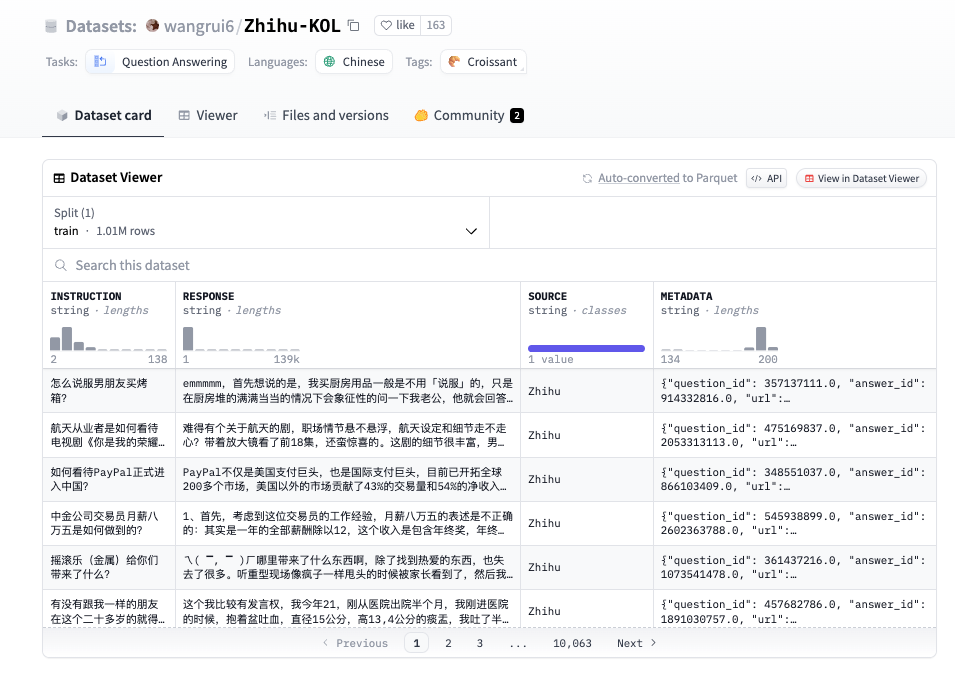 Datasets: wangrui6/Zhihu-KOL like 163
Tasks: Question Answering Languages: Chinese Tags: Croissant
Dataset card Viewer Files and versions Community 2
Dataset Viewer Auto-converted to Parquet API View in Dataset Viewer
Split (1)
train · 1.01M rows
Search this dataset
INSTRUCTION RESPONSE SOURCE METADATA
string · lengths string · lengths string · classes string · lengths
2 138 1 139k 1 value 134 200
怎么说服男朋友买烤
箱?
emmmmm,首先想说的是,我买厨房用品一般是不用「说服」的,只是
在厨房堆的满满当当的情况下会象征性的问一下我老公,他就会回答…
Zhihu
{"question_id": 357137111.0, "answer_id":
914332816.0, "url":…
航天从业者是如何看待
电视剧《你是我的荣耀…
难得有个关于航天的剧,职场情节悬不悬浮,航天设定和细节走不走
心?带着放大镜看了前18集,还蛮惊喜的。这剧的细节很丰富,男…
Zhihu
{"question_id": 475169837.0, "answer_id":
2053313113.0, "url":…
如何看待PayPal正式进
入中国?
PayPal不仅是美国支付巨头,也是国际支付巨头,目前已开拓全球
200多个市场,美国以外的市场贡献了43%的交易量和54%的净收入…
Zhihu
{"question_id": 348551037.0, "answer_id":
866103409.0, "url":…
中金公司交易员月薪八
万五是如何做到的?
1、首先,考虑到这位交易员的工作经验,月薪八万五的表述是不正确
的:其实是一年的全部薪酬除以12,这个收入是包含年终奖,年终…
Zhihu
{"question_id": 545938899.0, "answer_id":
2602363788.0, "url":…
摇滚乐(金属)给你们
带来了什么?
ㄟ( ▔, ▔ )ㄏ哪里带来了什么东西啊,除了找到热爱的东西,也失
去了很多。听重型现场像疯子一样甩头的时候被家长看到了,然后我…
Zhihu
{"question_id": 361437216.0, "answer_id":
1073541478.0, "url":…
有没有跟我一样的朋友
在这个二十多岁的就得…
这个我比较有发言权,我今年21,刚从医院出院半个月,我刚进医院
的时候,抱着盆吐血,直径15公分,高13,4公分的痰盂,我吐了半…
Zhihu
{"question_id": 457682786.0, "answer_id":
1891030757.0, "url":…
Previous 1 2 3 ... 10,063 Next